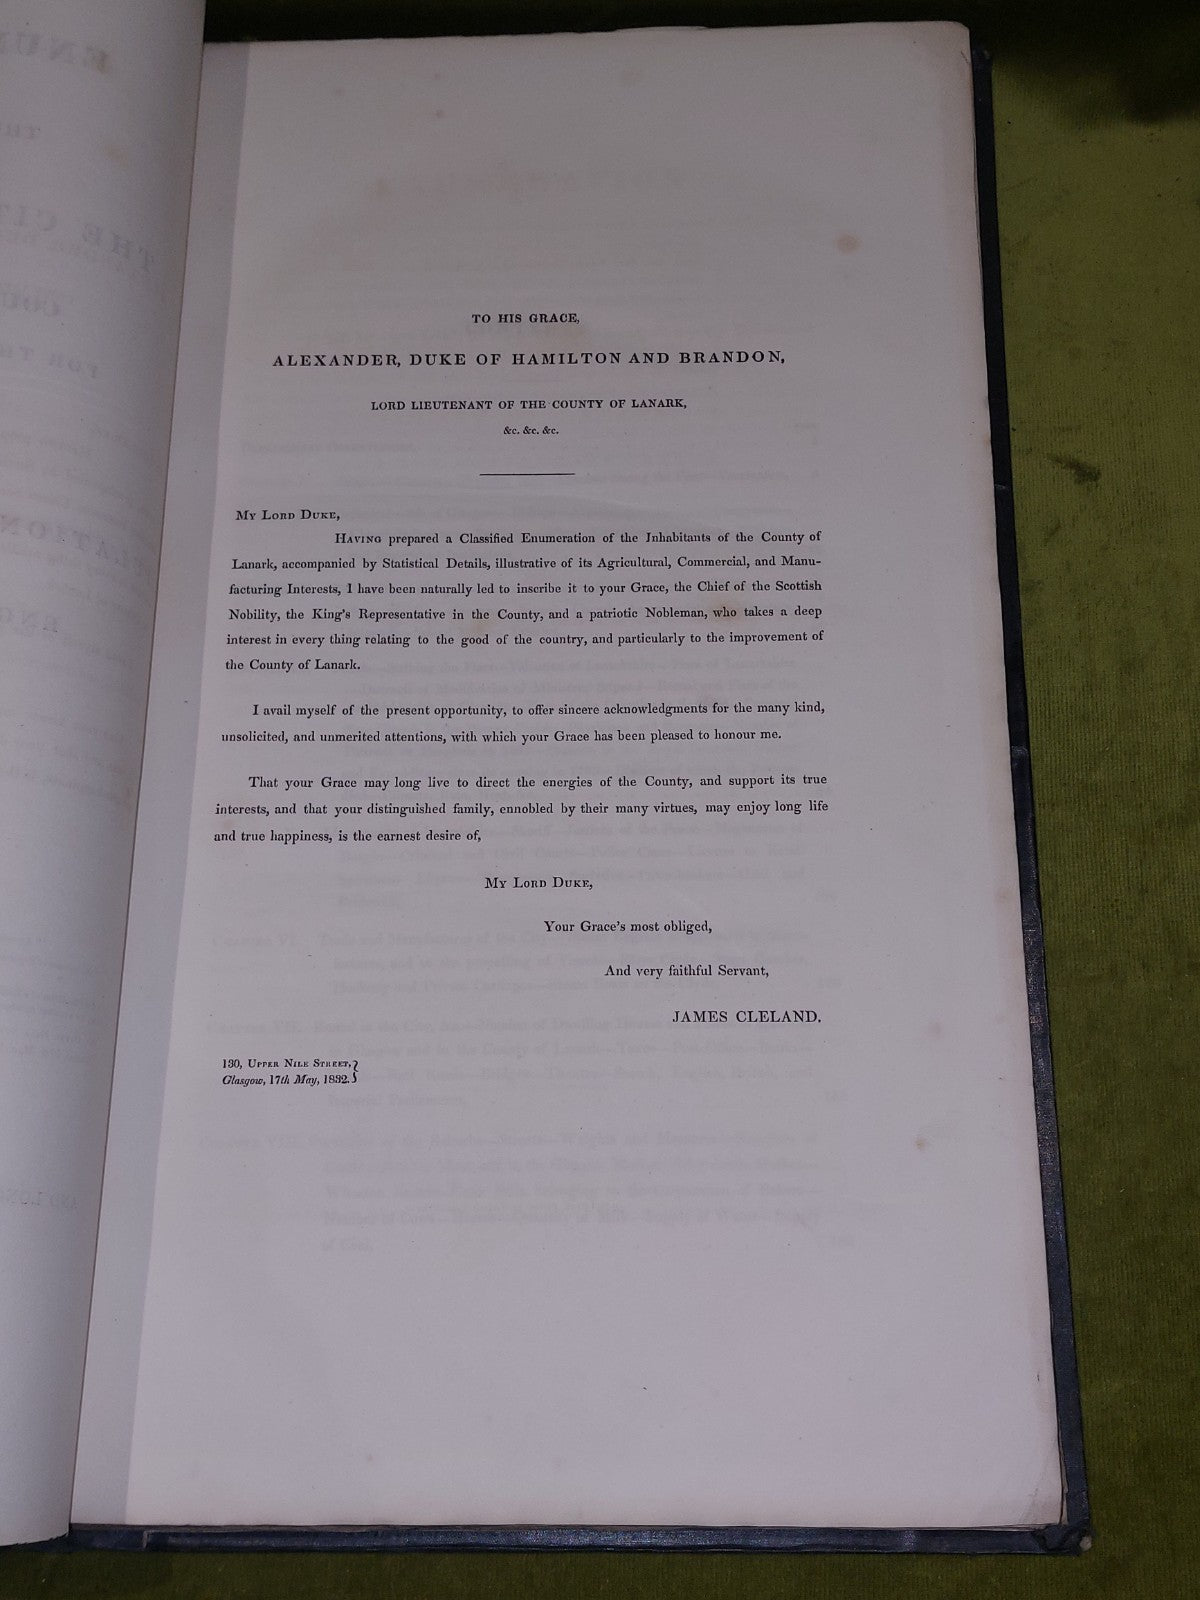 TO HIS GRACE,
ALEXANDER, DUKE OF HAMILTON AND BRANDON,
LORD LIEUTENANT OF THE COUNTY OF LANARK,
&c. &c. &c.
My Lord Duke,
Having prepared a Classified Enumeration of the Inhabitants of the County of
Lanark, accompanied by Statistical Details, illustrative of its Agricultural, Commercial, and Manu-
facturing Interests, I have been naturally led to inscribe it to your Grace, the Chief of the Scottish
Nobility, the King's Representative in the County, and a patriotic Nobleman, who takes a deep
interest in every thing relating to the good of the country, and particularly to the improvement of
the County of Lanark.
I avail myself of the present opportunity, to offer sincere acknowledgments for the many kind,
unsolicited, and unmerited attentions, with which your Grace has been pleased to honour me.
That your Grace may long live to direct the energies of the County, and support its true
interests, and that your distinguished family, ennobled by their many virtues, may enjoy long life
and true happiness, is the earnest desire of,
My Lord Duke,
Your Grace's most obliged,
And very faithful Servant,
JAMES CLELAND.
130, Upper Nile Street,
Glasgow, 17th May, 1832.